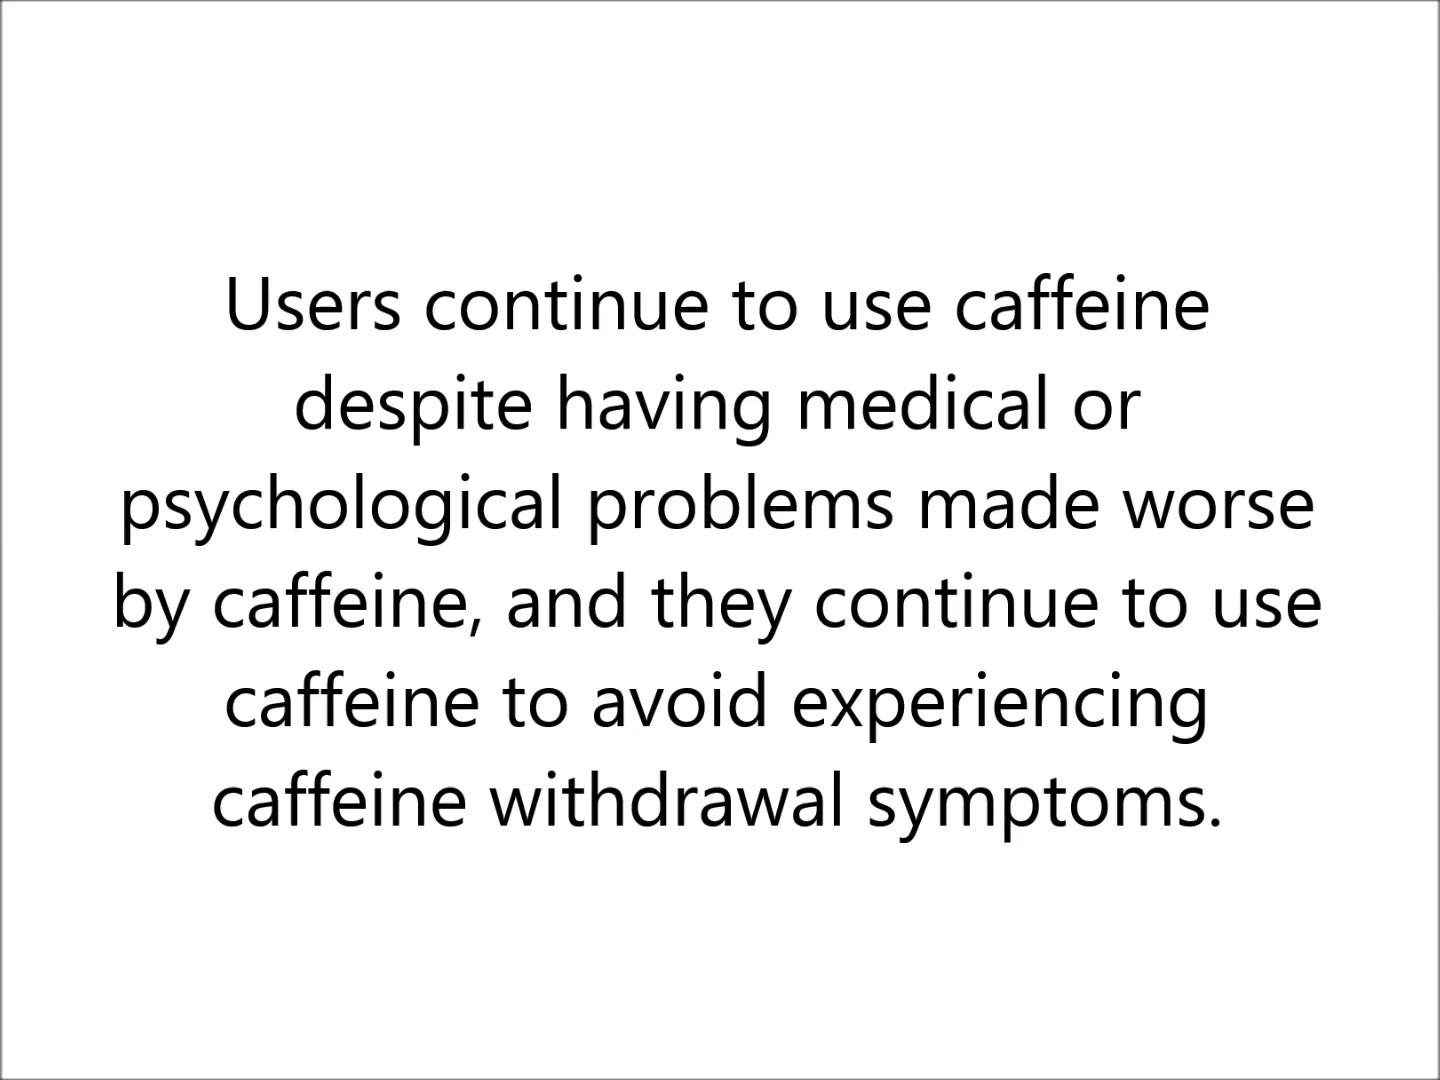 Users continue to use caffeine
despite having medical or
psychological problems made worse
by caffeine, and they continue to use
caffeine to avoid experiencing
caffeine withdrawal symptoms.